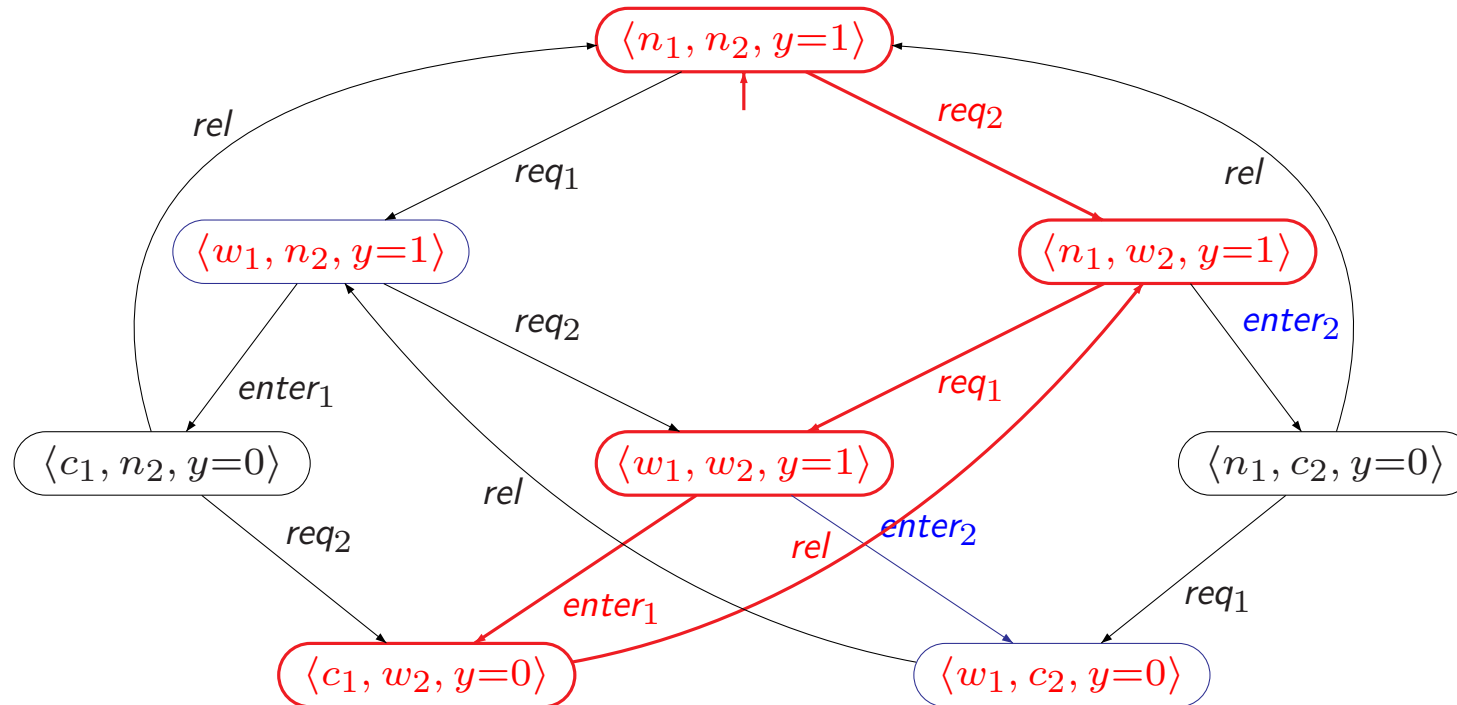 ⟨n₁, n₂, y=1⟩
rel
req₂
req₁
rel
⟨w₁, n₂, y=1⟩
⟨n₁, w₂, y=1⟩
req₂
enter₂
enter₁
req₁
⟨c₁, n₂, y=0⟩
⟨w₁, w₂, y=1⟩
⟨n₁, c₂, y=0⟩
rel
req₂
rel
enter₂
enter₁
req₁
⟨c₁, w₂, y=0⟩
⟨w₁, c₂, y=0⟩